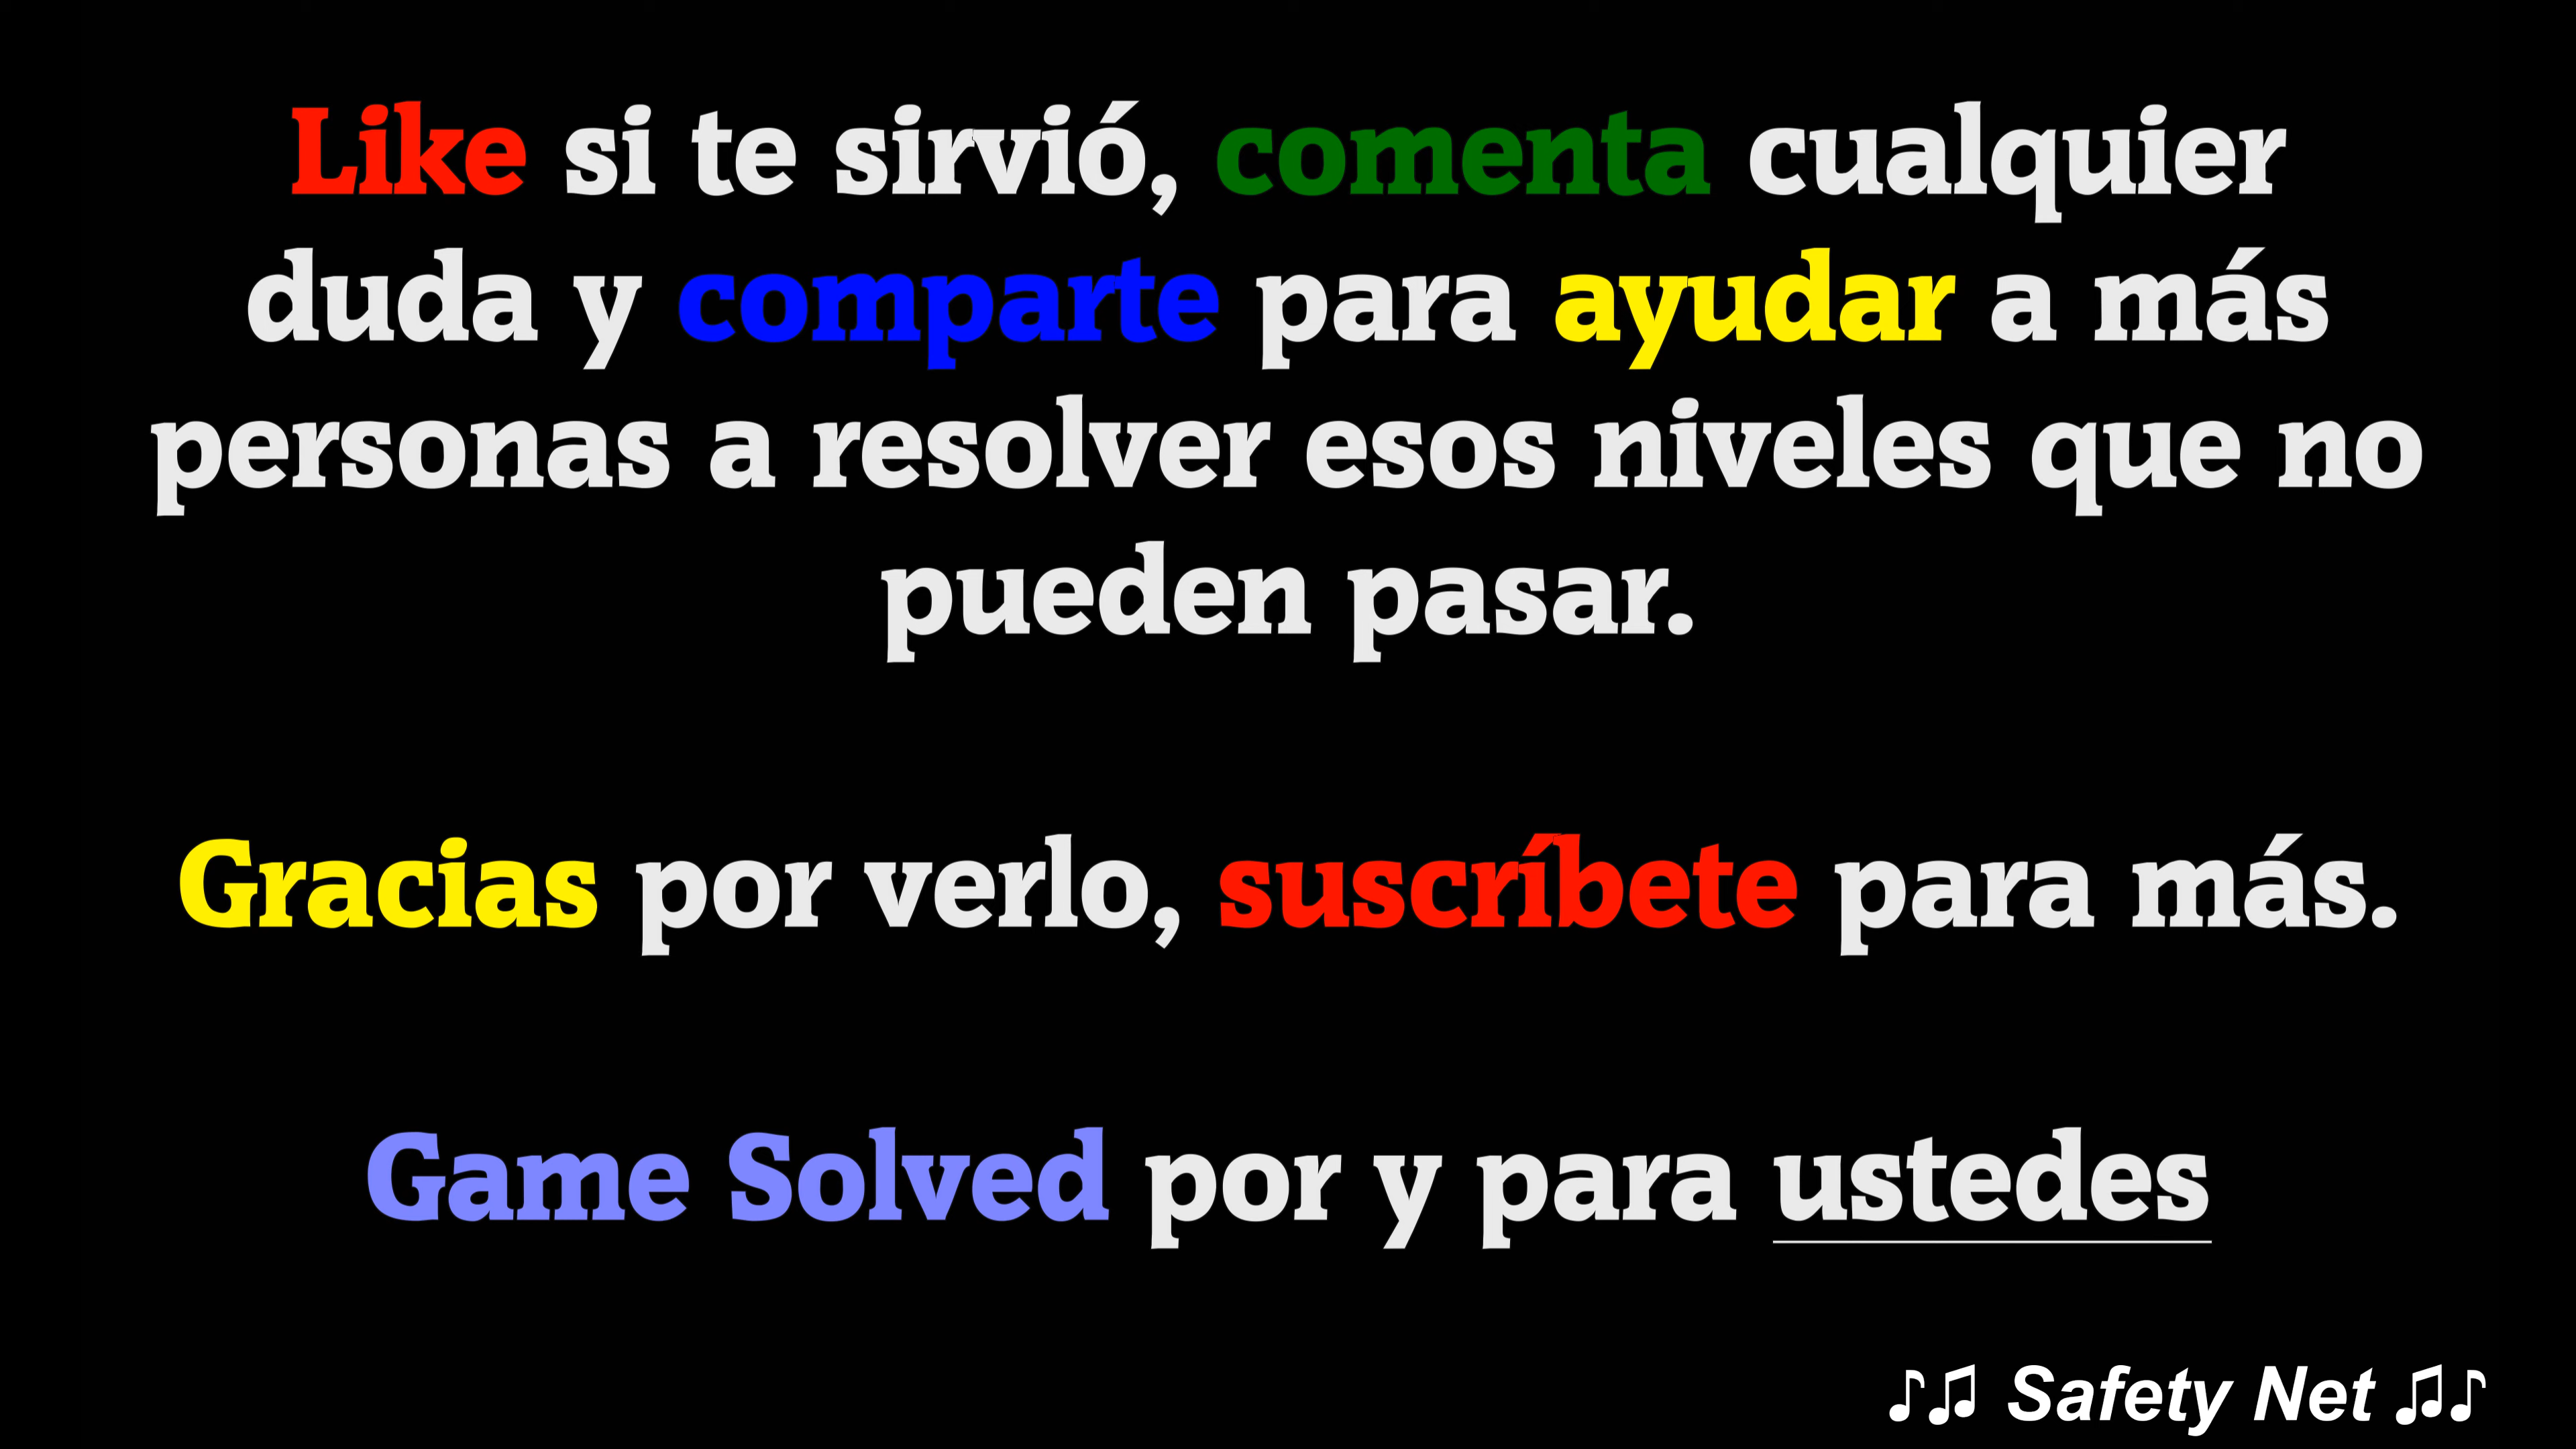 Like si te sirvió, comenta cualquier
duda y comparte para ayudar a más
personas a resolver esos niveles que no
pueden pasar.
Gracias por verlo, suscríbete para más.
Game Solved por y para ustedes
♪♫ Safety Net ♫♪